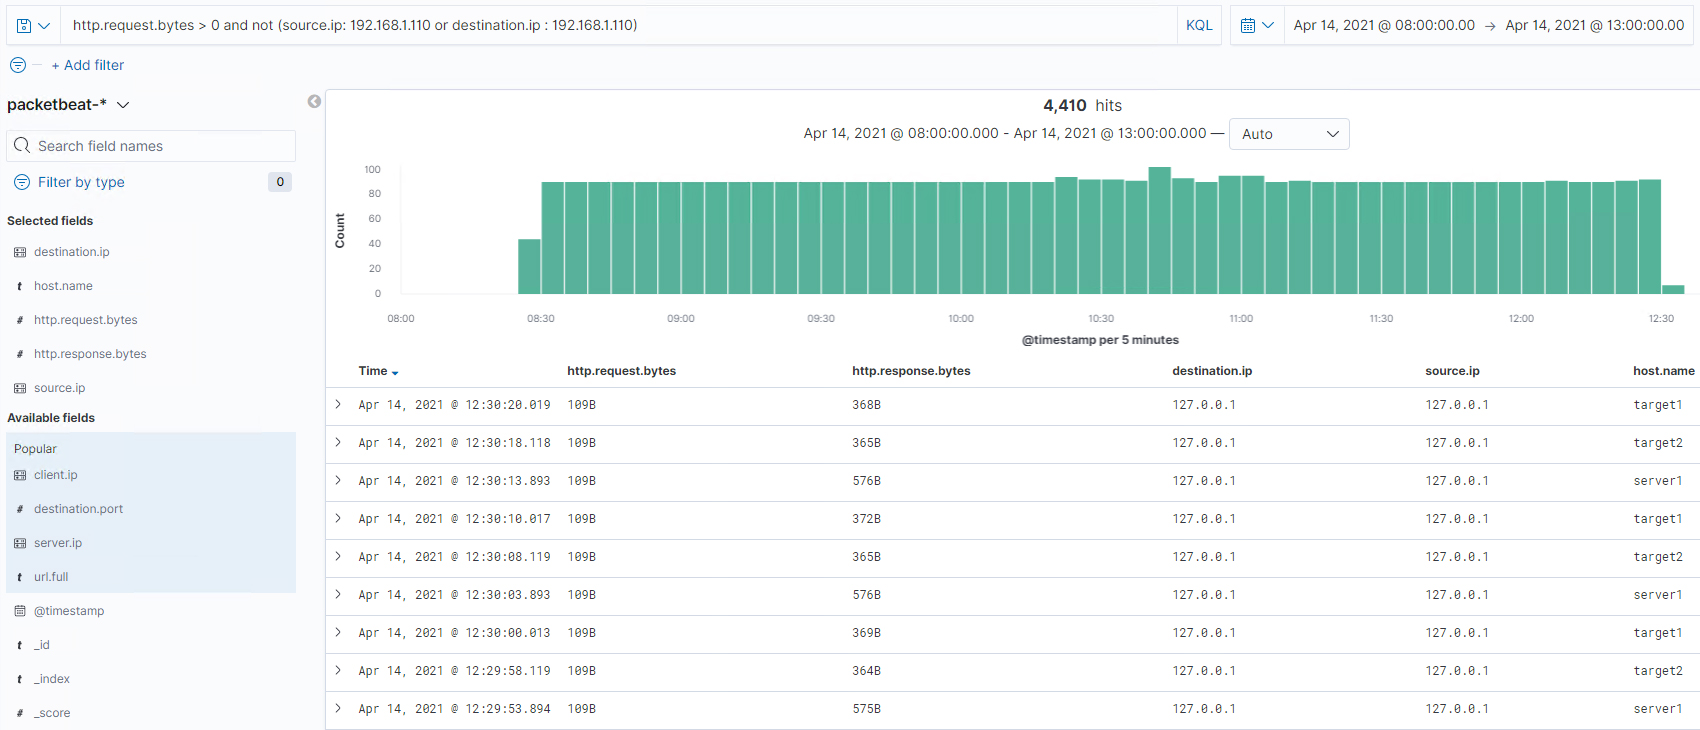 http.request.bytes > 0 and not (source.ip: 192.168.1.110 or destination.ip : 192.168.1.110)
KQL
Apr 14, 2021 @ 08:00:00.00 → Apr 14, 2021 @ 13:00:00.00
+ Add filter
packetbeat-*
Search field names
Filter by type 0
Selected fields
destination.ip
t host.name
# http.request.bytes
# http.response.bytes
source.ip
Available fields
Popular
client.ip
# destination.port
server.ip
t url.full
@timestamp
t _id
t _index
# _score
4,410 hits
Apr 14, 2021 @ 08:00:00.000 - Apr 14, 2021 @ 13:00:00.000 — Auto
Count
100
80
60
40
20
0
08:00 08:30 09:00 09:30 10:00 10:30 11:00 11:30 12:00 12:30
@timestamp per 5 minutes
Time http.request.bytes http.response.bytes destination.ip source.ip host.name
Apr 14, 2021 @ 12:30:20.019 109B 368B 127.0.0.1 127.0.0.1 target1
Apr 14, 2021 @ 12:30:18.118 109B 365B 127.0.0.1 127.0.0.1 target2
Apr 14, 2021 @ 12:30:13.893 109B 576B 127.0.0.1 127.0.0.1 server1
Apr 14, 2021 @ 12:30:10.017 109B 372B 127.0.0.1 127.0.0.1 target1
Apr 14, 2021 @ 12:30:08.119 109B 365B 127.0.0.1 127.0.0.1 target2
Apr 14, 2021 @ 12:30:03.893 109B 576B 127.0.0.1 127.0.0.1 server1
Apr 14, 2021 @ 12:30:00.013 109B 369B 127.0.0.1 127.0.0.1 target1
Apr 14, 2021 @ 12:29:58.119 109B 364B 127.0.0.1 127.0.0.1 target2
Apr 14, 2021 @ 12:29:53.894 109B 575B 127.0.0.1 127.0.0.1 server1